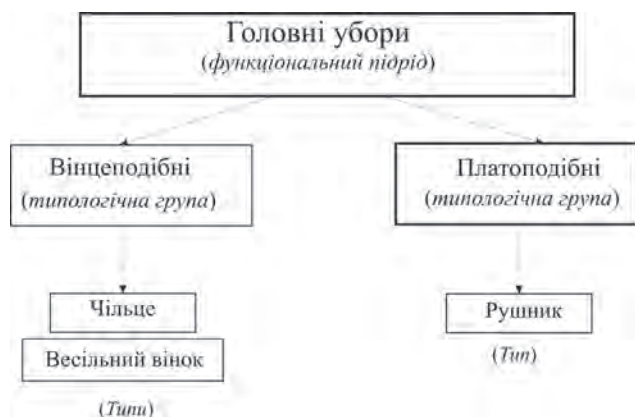 Головні убори
(функціональний підрід)
Вінцеподібні
(типологічна група)
Платоподібні
(типологічна група)
Чільце
Весільний вінок
(Типи)
Рушник
(Тип)